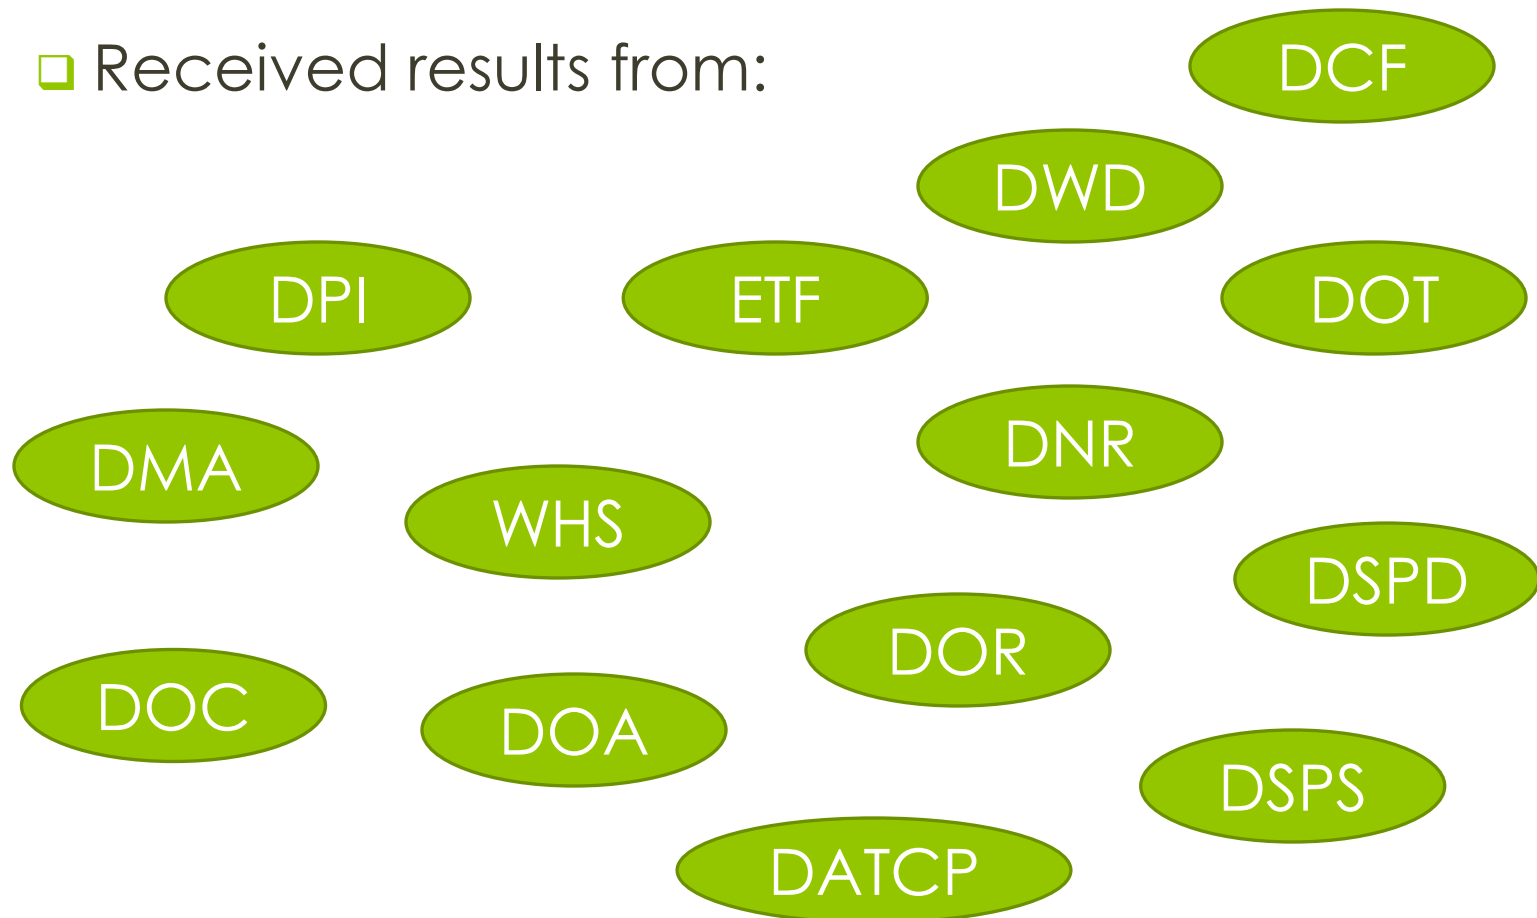 Received results from:
DCF
DWD
DPI
ETF
DOT
DMA
DNR
WHS
DSPD
DOR
DOC
DOA
DSPS
DATCP